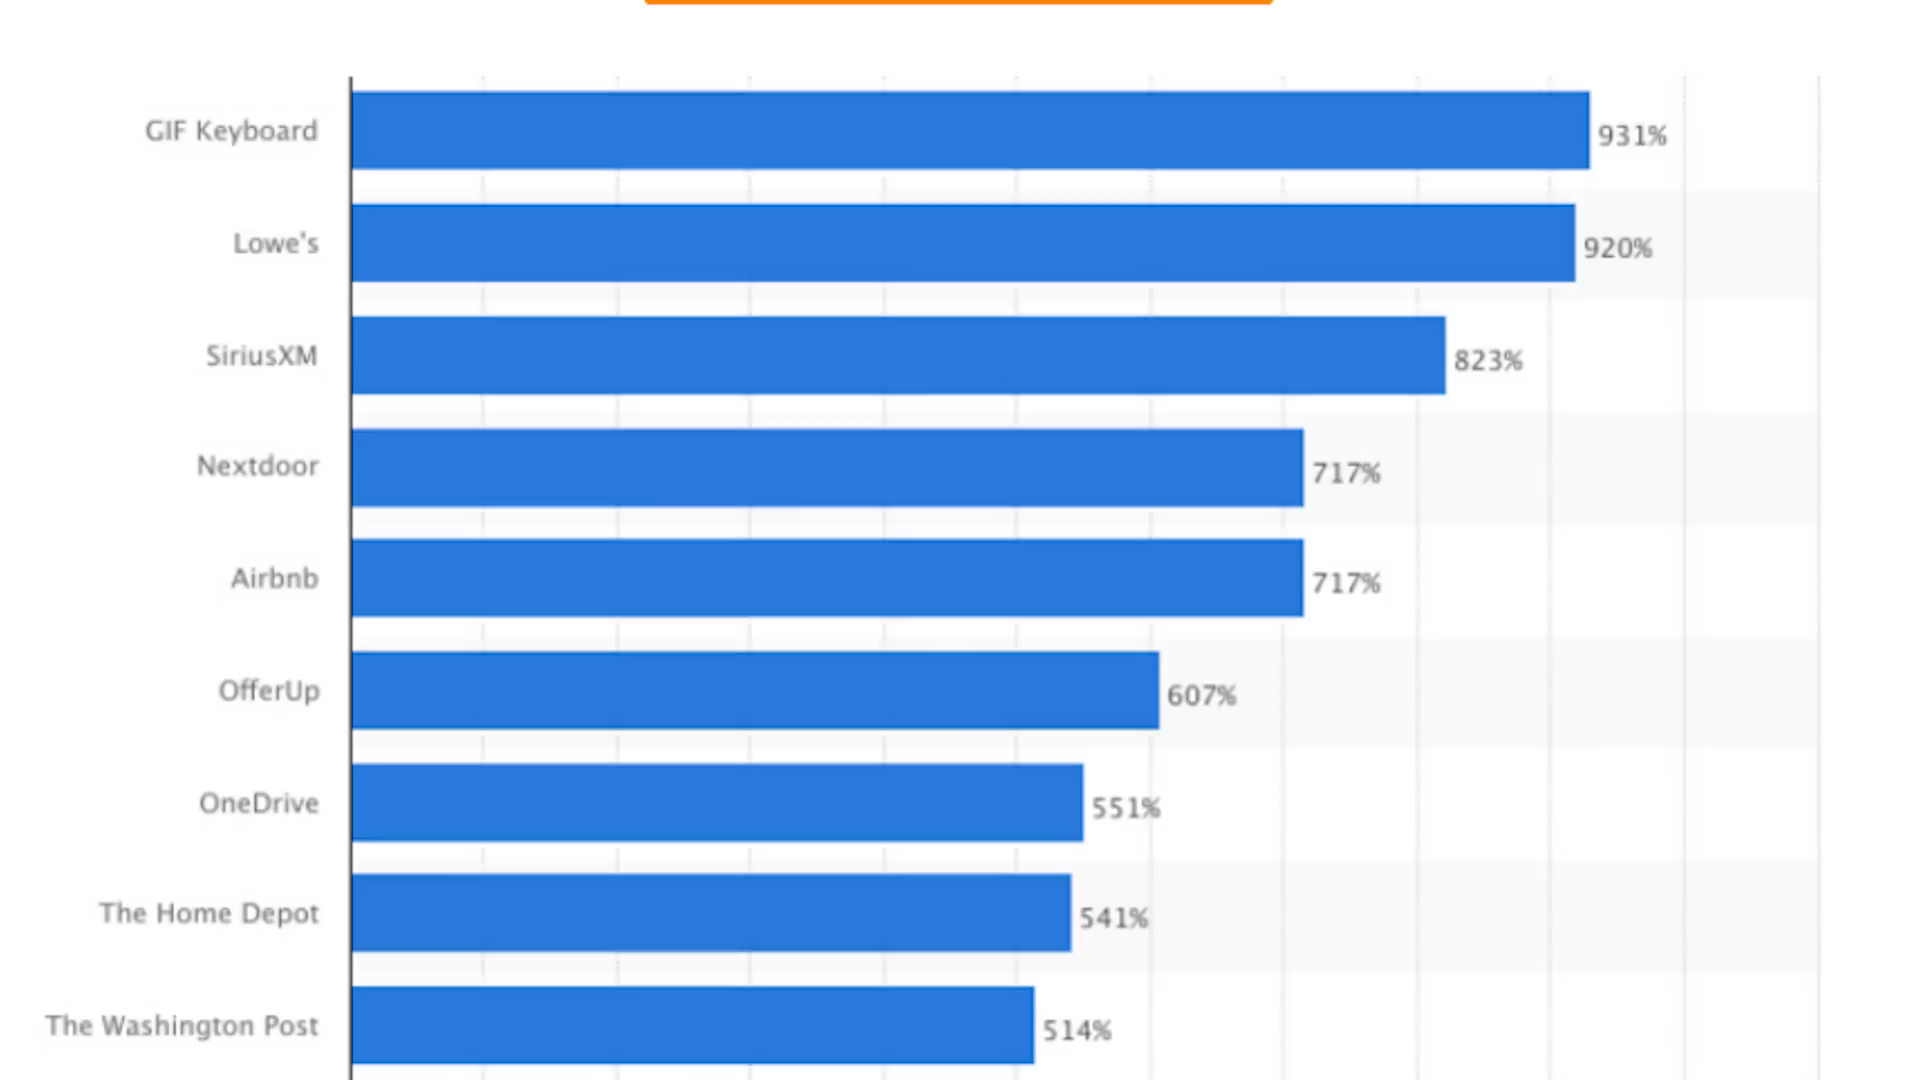 GIF Keyboard 931%
Lowe's 920%
SiriusXM 823%
Nextdoor 717%
Airbnb 717%
OfferUp 607%
OneDrive 551%
The Home Depot 541%
The Washington Post 514%